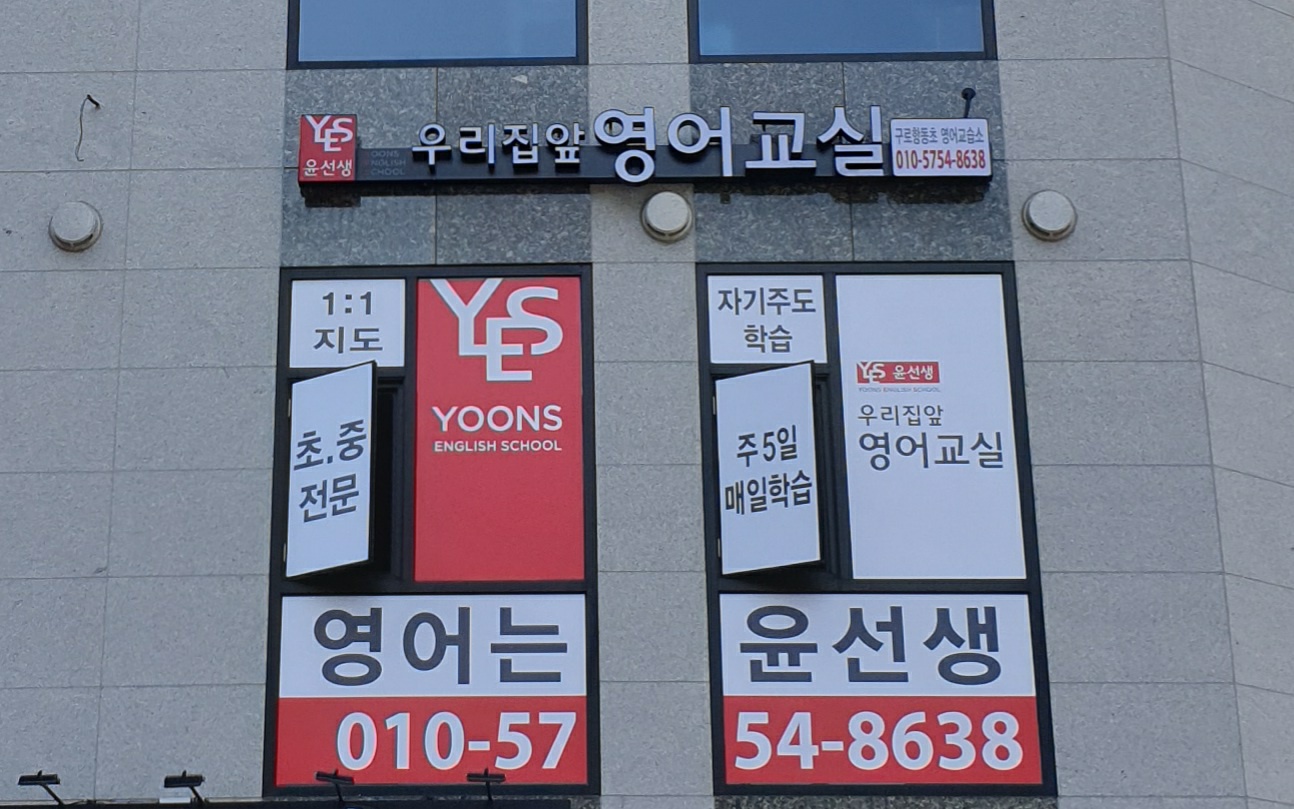 YES
윤선생
YOONS
ENGLISH
SCHOOL
우리집앞 영어교실
구로항동초 영어교습소
010-5754-8638
1:1
지도
YES
YOONS
ENGLISH SCHOOL
초.중
전문
영어는
010-57
자기주도
학습
YES 윤선생
YOONS ENGLISH SCHOOL
우리집앞
영어교실
주5일
매일학습
윤선생
54-8638